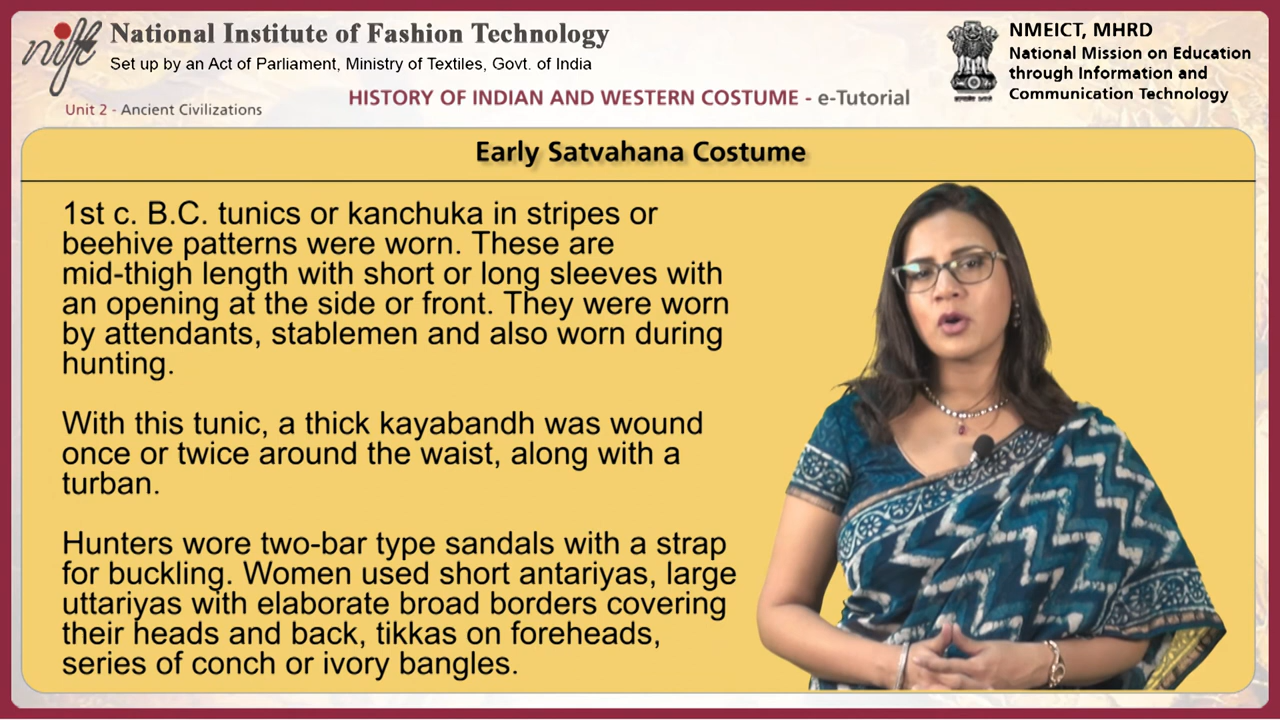 nift
National Institute of Fashion Technology
Set up by an Act of Parliament, Ministry of Textiles, Govt. of India
Unit 2 - Ancient Civilizations
HISTORY OF INDIAN AND WESTERN COSTUME - e-Tutorial
NMEICT, MHRD
National Mission on Education
through Information and
Communication Technology
Early Satvahana Costume
1st c. B.C. tunics or kanchuka in stripes or
beehive patterns were worn. These are
mid-thigh length with short or long sleeves with
an opening at the side or front. They were worn
by attendants, stablemen and also worn during
hunting.
With this tunic, a thick kayabandh was wound
once or twice around the waist, along with a
turban.
Hunters wore two-bar type sandals with a strap
for buckling. Women used short antariyas, large
uttariyas with elaborate broad borders covering
their heads and back, tikkas on foreheads,
series of conch or ivory bangles.